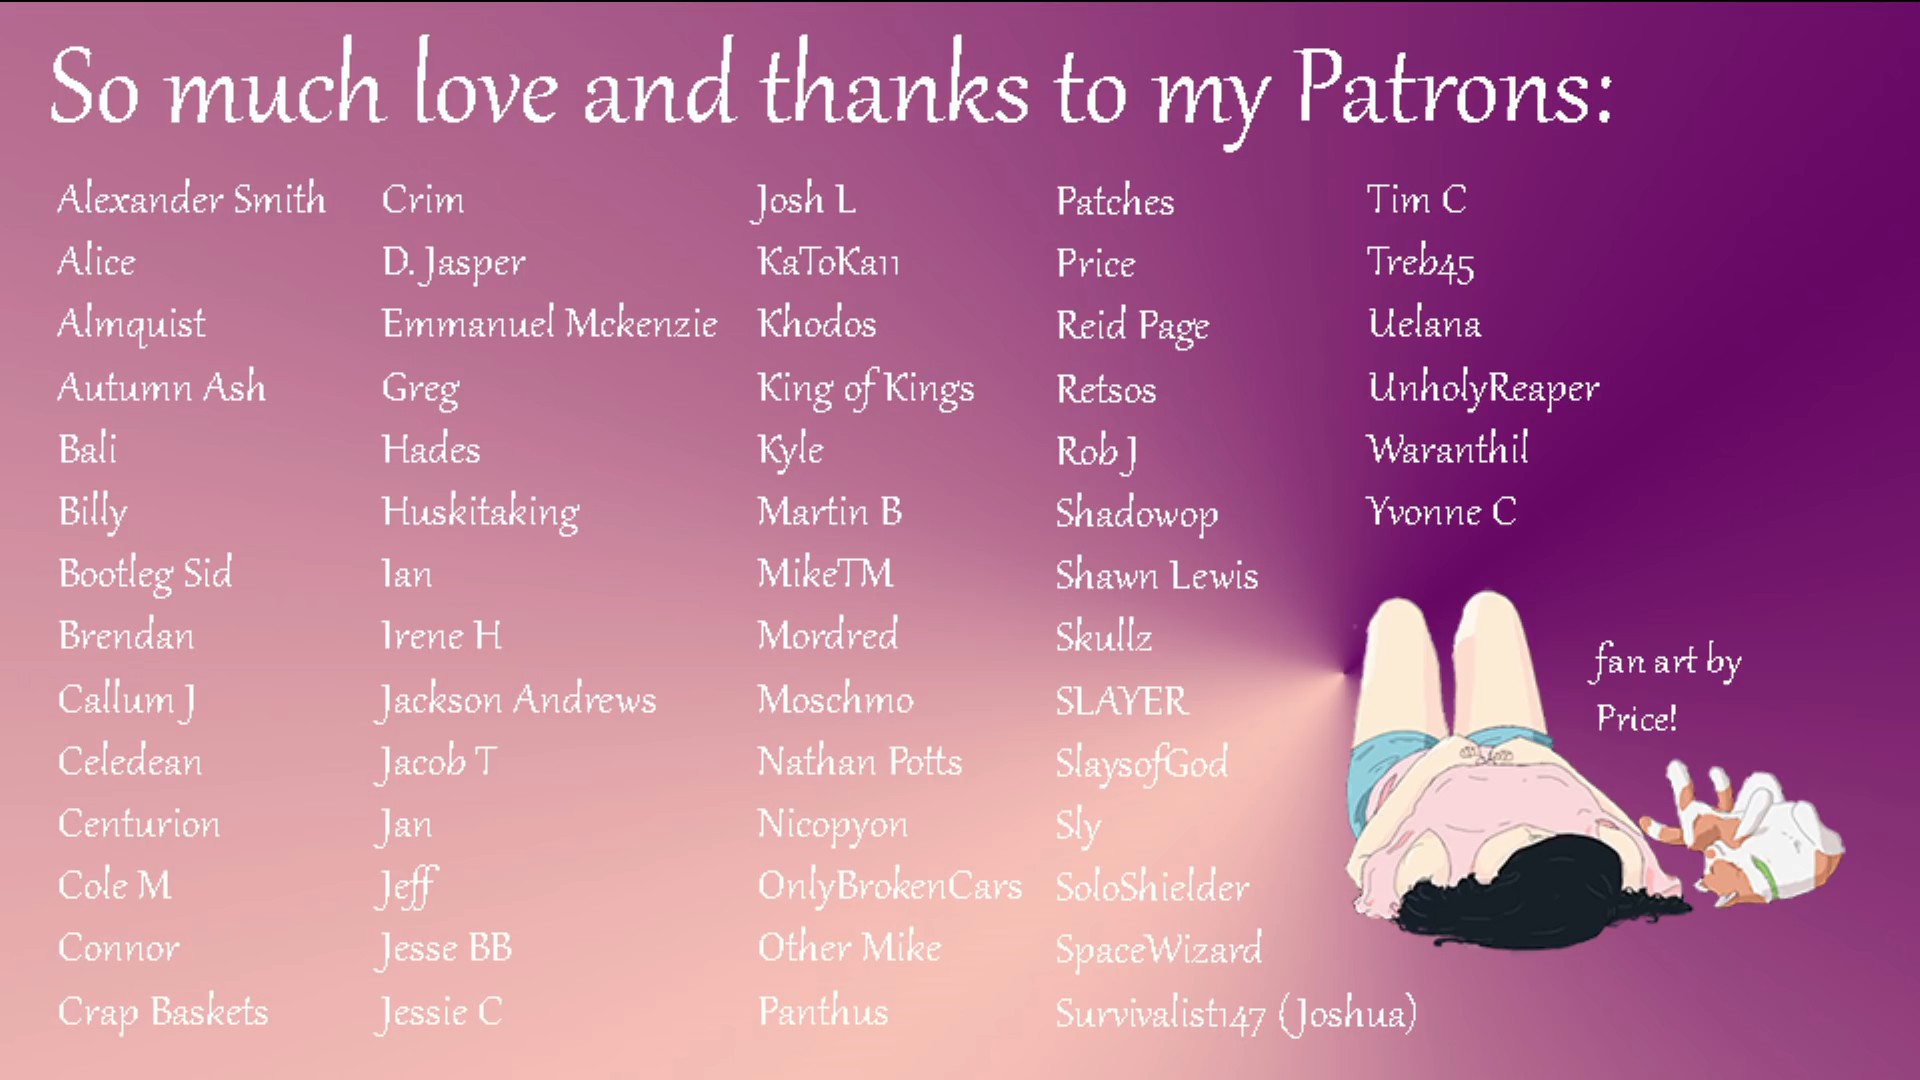 So much love and thanks to my Patrons:
Alexander Smith
Alice
Almquist
Autumn Ash
Bali
Billy
Bootleg Sid
Brendan
Callum J
Celedean
Centurion
Cole M
Connor
Crap Baskets
Crim
D. Jasper
Emmanuel Mckenzie
Greg
Hades
Huskitaking
Ian
Irene H
Jackson Andrews
Jacob T
Jan
Jeff
Jesse BB
Jessie C
Josh L
KaToKa11
Khodos
King of Kings
Kyle
Martin B
MikeTM
Mordred
Moschmo
Nathan Potts
Nicopyon
OnlyBrokenCars
Other Mike
Panthus
Patches
Price
Reid Page
Retsos
Rob J
Shadowop
Shawn Lewis
Skullz
SLAYER
SlaysofGod
Sly
SoloShielder
SpaceWizard
Survivalist147 (Joshua)
Tim C
Treb45
Uelana
UnholyReaper
Waranthil
Yvonne C
fan art by
Price!